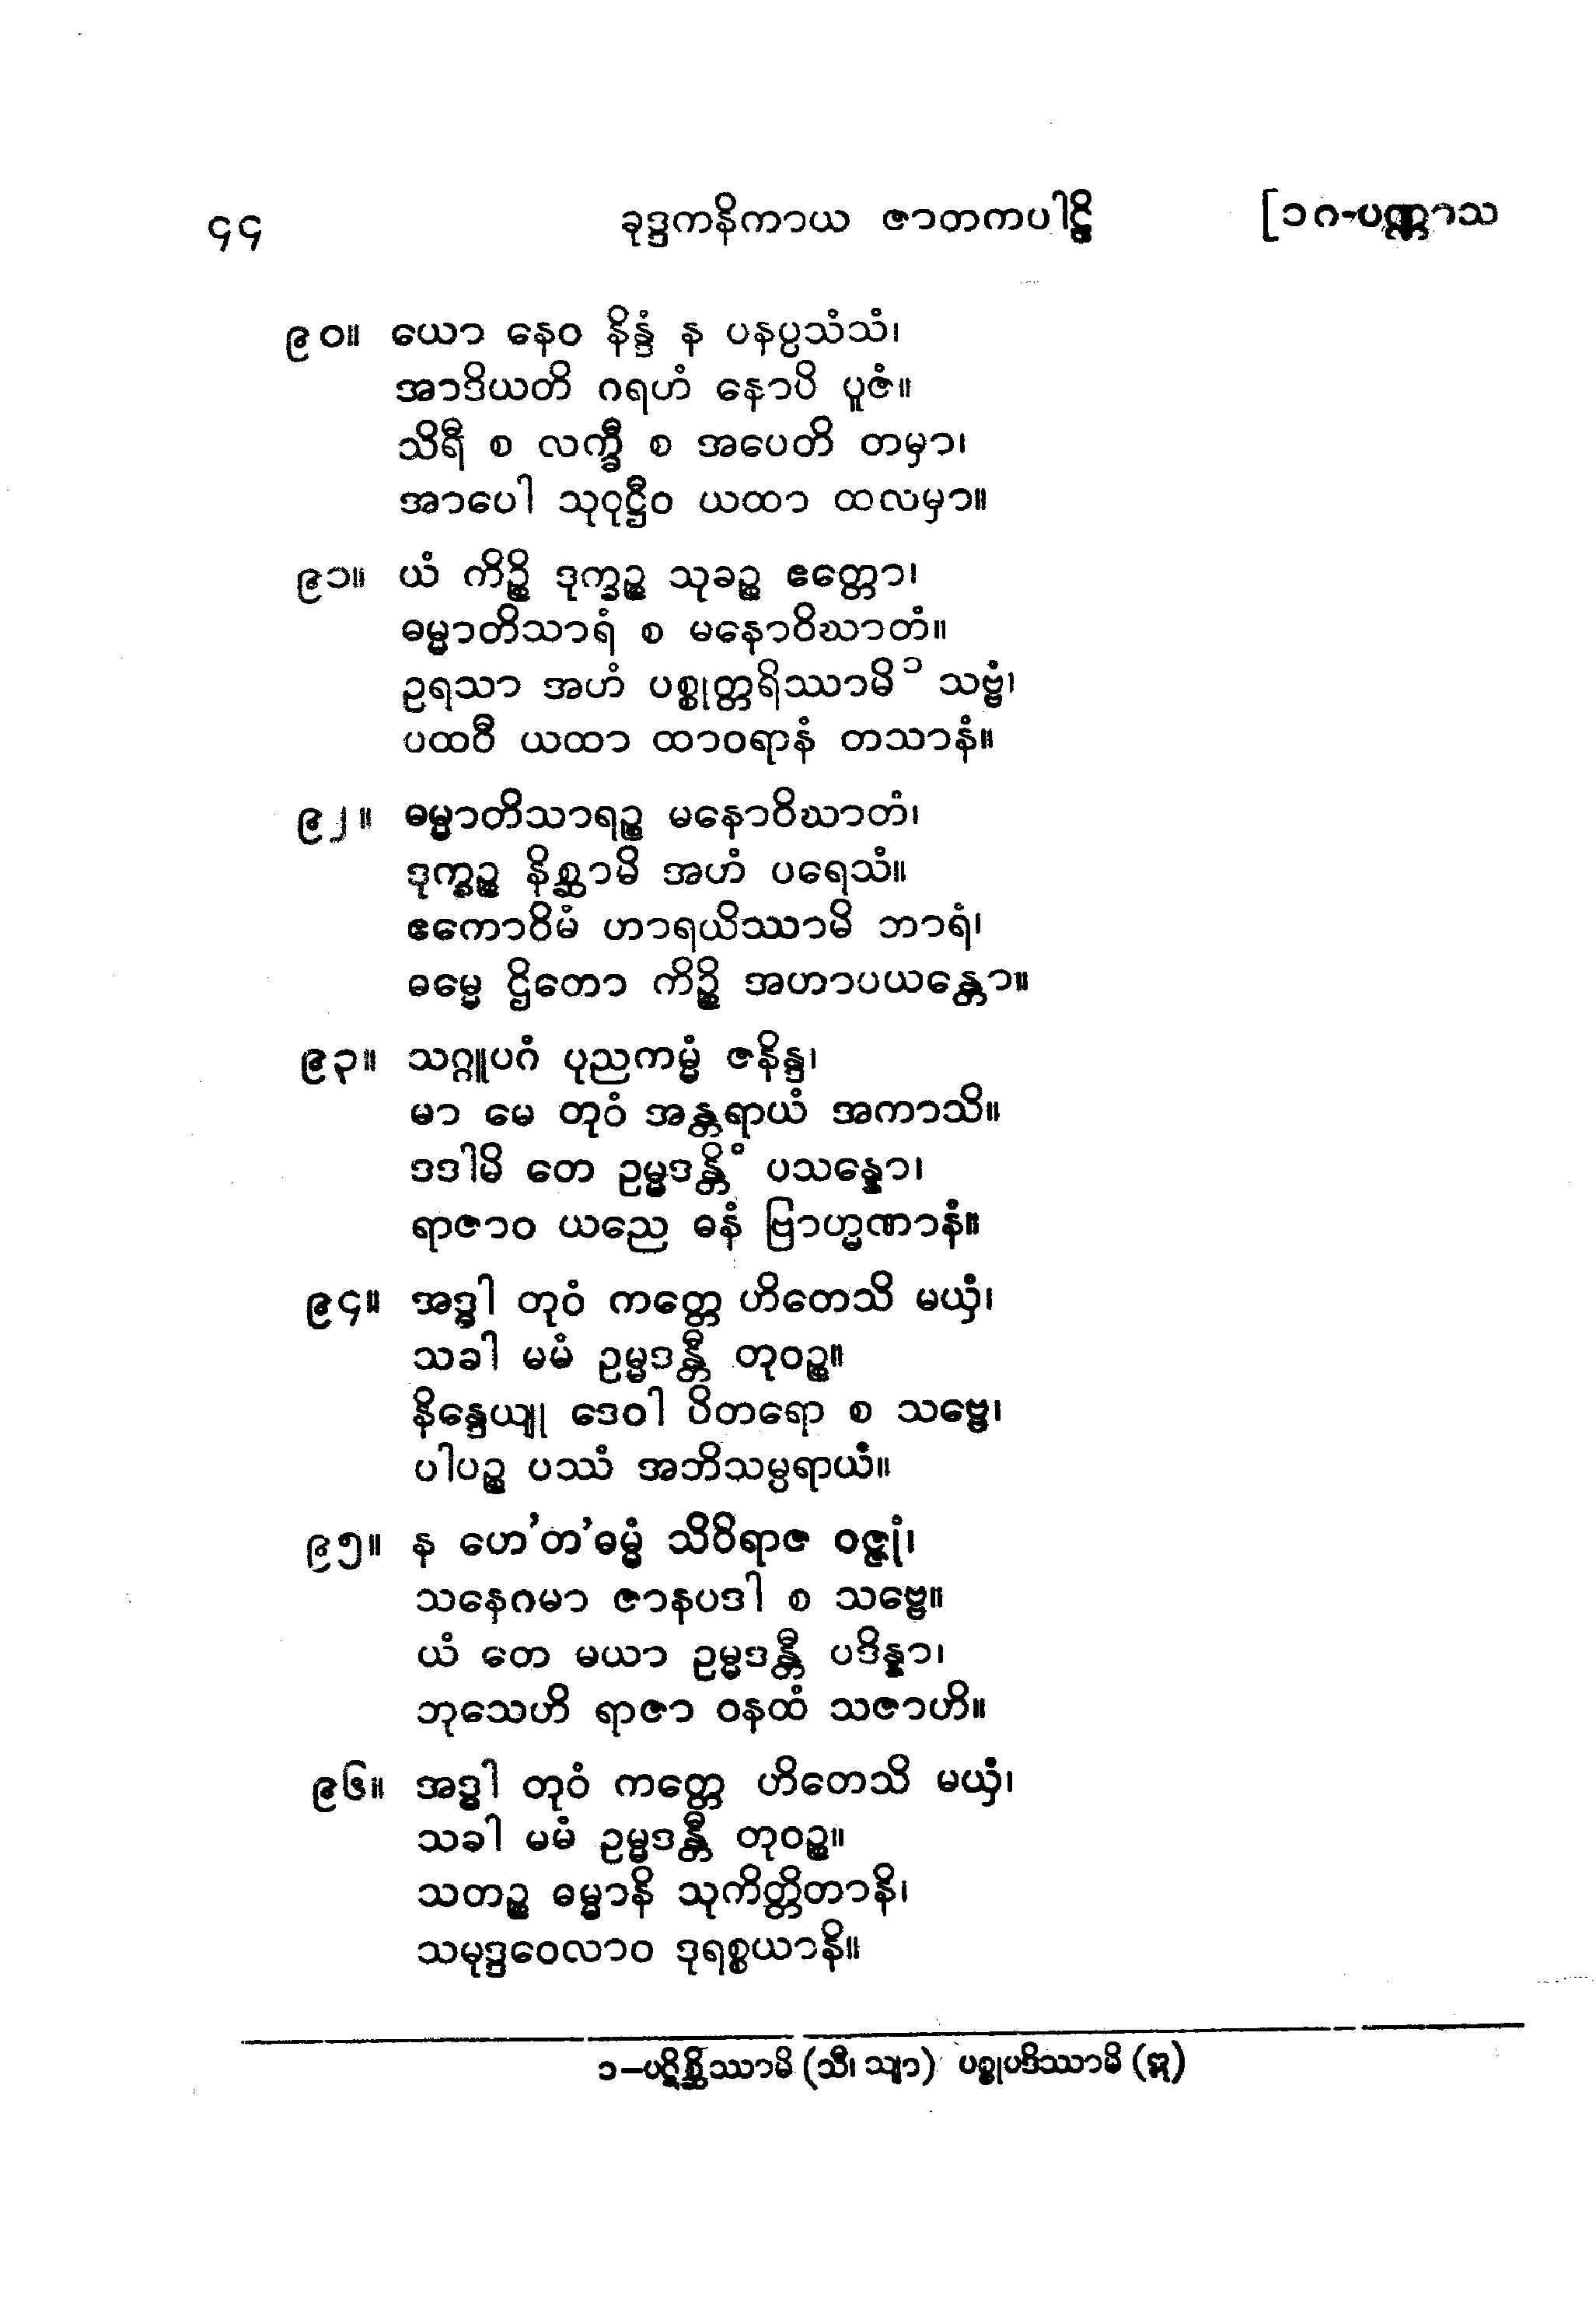 ၄၄ ခုဒ္ဒကနိကာယ ဇာတကပါဠိ [၁၈-ပဏ္ဏာသ
၉၀။ ယော နေဝ နိန္ဒံ န ပနပ္ပသံသံ၊
အာဒိယတိ ဂရဟံ နောပိ ပူဇံ။
သိရီ စ လက္ခီ စ အပေတိ တမှာ၊
အာပေါ သုဝုဋ္ဌီဝ ယထာ ထလမှာ။
၉၁။ ယံ ကိဉ္စိ ဒုက္ခဉ္စ သုခဉ္စ ဧတ္တော၊
ဓမ္မာတိသာရံ စ မနောဝိဃာတံ။
ဥရသာ အဟံ ပစ္စုတ္တရိဿာမိ ၁ သဗ္ဗံ၊
ပထဝီ ယထာ ထာဝရာနံ တသာနံ။
၉၂။ ဓမ္မာတိသာရဉ္စ မနောဝိဃာတံ၊
ဒုက္ခဉ္စ နိစ္ဆာမိ အဟံ ပရေသံ။
ဧကောဝိမံ ဟာရယိဿာမိ ဘာရံ၊
ဓမ္မေ ဌိတော ကိဉ္စိ အဟာပယန္တော။
၉၃။ သဂ္ဂူပဂံ ပုညကမ္မံ ဇနိန္ဒ၊
မာ မေ တုဝံ အန္တရာယံ အကာသိ။
ဒဒါမိ တေ ဥမ္မဒန္တိံ ပသန္နော၊
ရာဇာဝ ယညေ ဓနံ ဗြာဟ္မဏာနံ။
၉၄။ အဒ္ဓါ တုဝံ ကတ္တေ ဟိတေသိ မယှံ၊
သခါ မမံ ဥမ္မဒန္တီ တုဝဉ္စ။
နိန္ဒေယျု ဒေဝါ ပိတရော စ သဗ္ဗေ၊
ပါပဉ္စ ပဿံ အဘိသမ္ပရာယံ။
၉၅။ န ဟေ'တ'ဓမ္မံ သိဝိရာဇ ဝဇ္ဇုံ၊
သနေဂမာ ဇာနပဒါ စ သဗ္ဗေ။
ယံ တေ မယာ ဥမ္မဒန္တီ ပဒိန္နာ၊
ဘုသေဟိ ရာဇာ ဝနထံ သဇာဟိ။
၉၆။ အဒ္ဓါ တုဝံ ကတ္တေ ဟိတေသိ မယှံ၊
သခါ မမံ ဥမ္မဒန္တီ တုဝဉ္စ။
သတဉ္စ ဓမ္မာနိ သုကိတ္တိတာနိ၊
သမုဒ္ဒဝေလာဝ ဒုရစ္စယာနိ။
၁-ပဋိစ္ဆိဿာမိ (သီ၊ သျာ) ပစ္စုပဒိဿာမိ (ဣ)